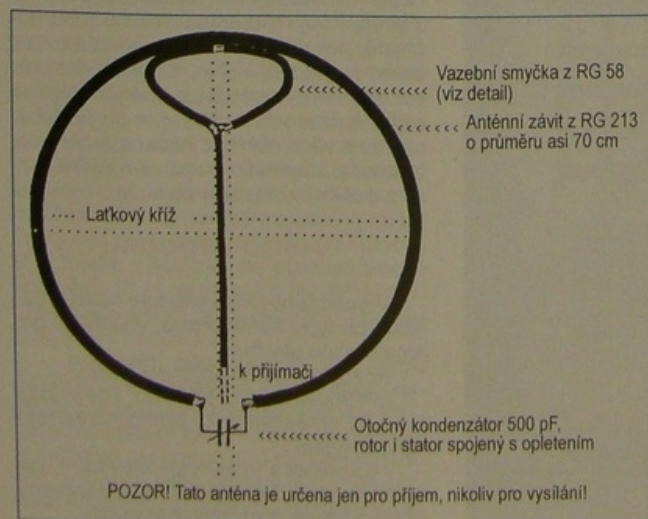 Vazební smyčka z RG 58
(viz detail)
Anténní závit z RG 213
o průměru asi 70 cm
Laťkový kříž
k přijímači
Otočný kondenzátor 500 pF,
rotor i stator spojený s opletením
POZOR! Tato anténa je určena jen pro příjem, nikoliv pro vysílání!